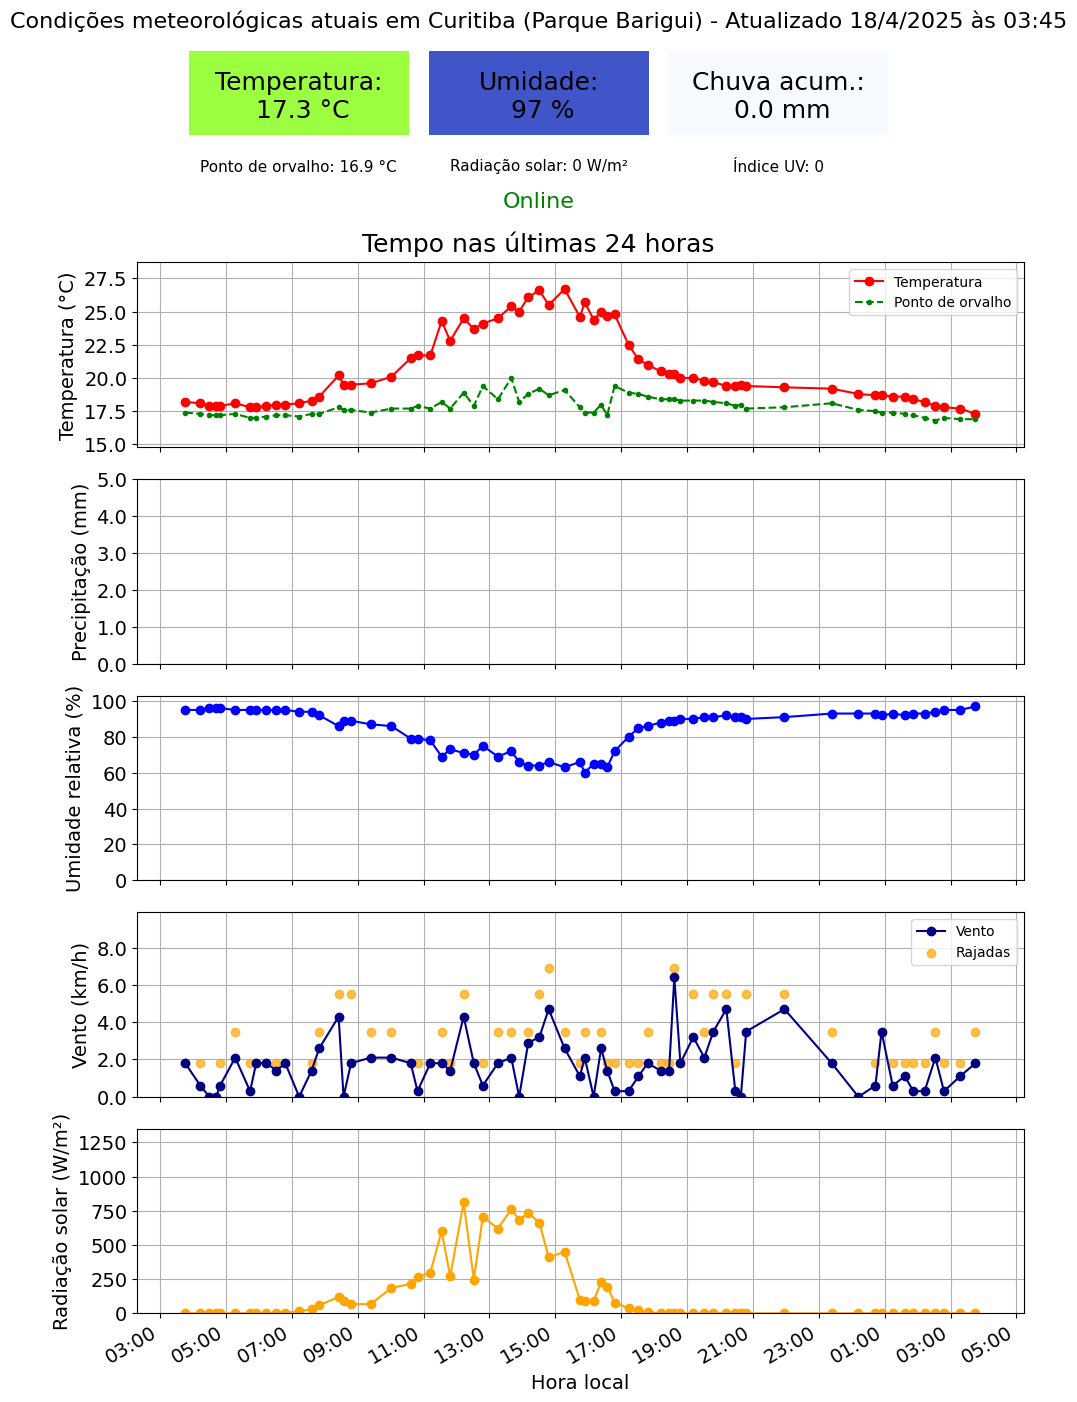 Condições meteorológicas atuais em Curitiba (Parque Barigui) - Atualizado 18/4/2025 às 03:45
Temperatura:
17.3 °C
Umidade:
97 %
Chuva acum.:
0.0 mm
Ponto de orvalho: 16.9 °C
Radiação solar: 0 W/m²
Índice UV: 0
Online
Tempo nas últimas 24 horas
Temperatura (°C)
27.5
25.0
22.5
20.0
17.5
15.0
Temperatura
Ponto de orvalho
Precipitação (mm)
5.0
4.0
3.0
2.0
1.0
0.0
Umidade relativa (%)
100
80
60
40
20
0
Vento (km/h)
8.0
6.0
4.0
2.0
0.0
Vento
Rajadas
Radiação solar (W/m²)
1250
1000
750
500
250
0
03:00
05:00
07:00
09:00
11:00
13:00
15:00
17:00
19:00
21:00
23:00
01:00
03:00
05:00
Hora local